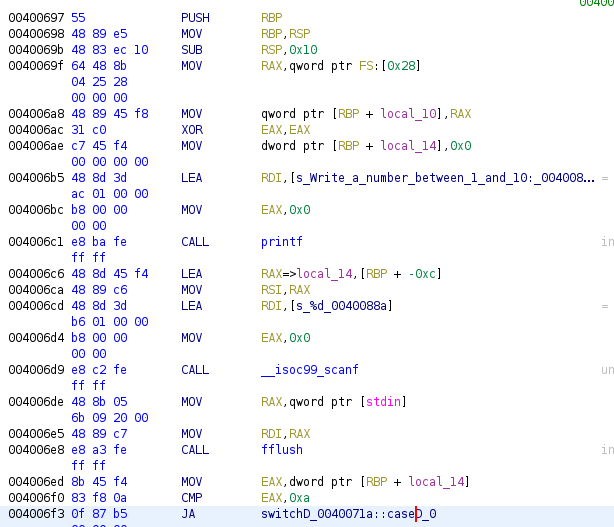 00400
00400697 55 PUSH RBP
00400698 48 89 e5 MOV RBP,RSP
0040069b 48 83 ec 10 SUB RSP,0x10
0040069f 64 48 8b MOV RAX,qword ptr FS:[0x28]
04 25 28
00 00 00
004006a8 48 89 45 f8 MOV qword ptr [RBP + local_10],RAX
004006ac 31 c0 XOR EAX,EAX
004006ae c7 45 f4 MOV dword ptr [RBP + local_14],0x0
00 00 00 00
004006b5 48 8d 3d LEA RDI,[s_Write_a_number_between_1_and_10:_004008... =
ac 01 00 00
004006bc b8 00 00 MOV EAX,0x0
00 00
004006c1 e8 ba fe CALL printf in
ff ff
004006c6 48 8d 45 f4 LEA RAX=>local_14,[RBP + -0xc]
004006ca 48 89 c6 MOV RSI,RAX
004006cd 48 8d 3d LEA RDI,[s_%d_0040088a] =
b6 01 00 00
004006d4 b8 00 00 MOV EAX,0x0
00 00
004006d9 e8 c2 fe CALL __isoc99_scanf un
ff ff
004006de 48 8b 05 MOV RAX,qword ptr [stdin]
6b 09 20 00
004006e5 48 89 c7 MOV RDI,RAX
004006e8 e8 a3 fe CALL fflush in
ff ff
004006ed 8b 45 f4 MOV EAX,dword ptr [RBP + local_14]
004006f0 83 f8 0a CMP EAX,0xa
004006f3 0f 87 b5 JA switchD_0040071a::caseD_0